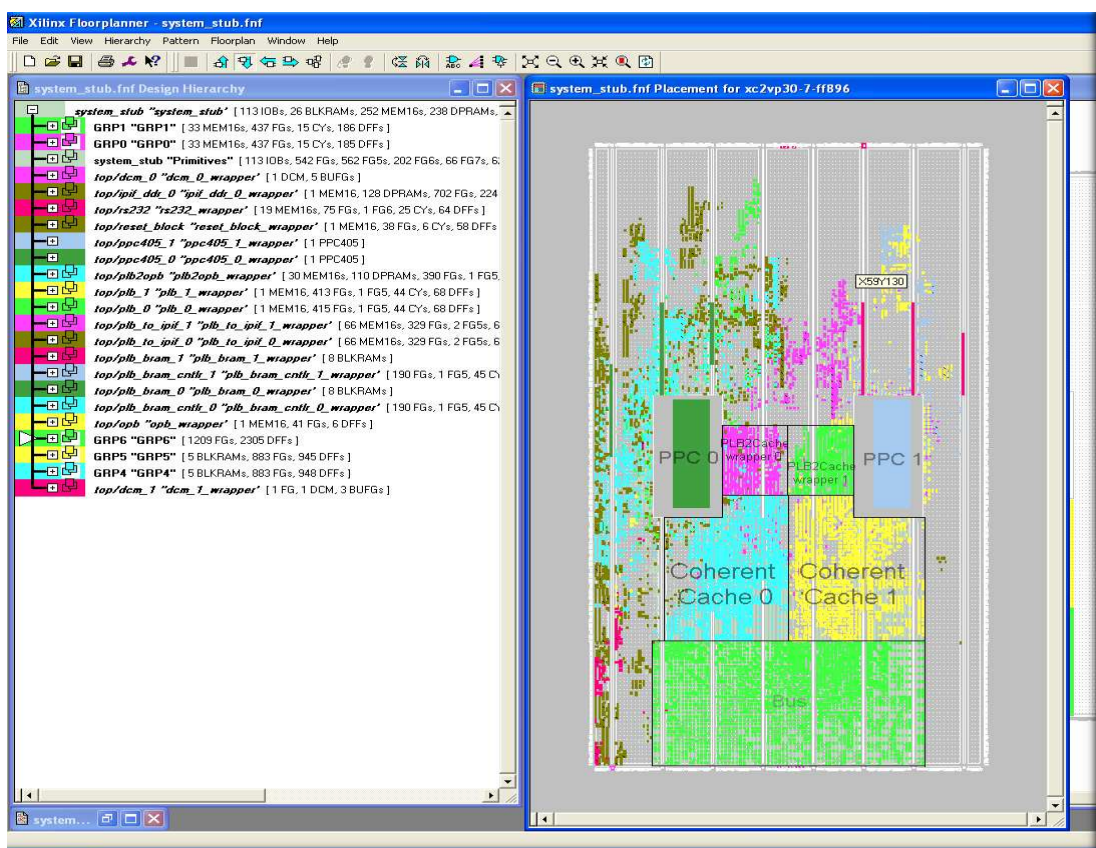 Xilinx Floorplanner - system_stub.fnf
File Edit View Hierarchy Pattern Floorplan Window Help
system_stub.fnf Design Hierarchy
system_stub "system_stub" [ 113 IOBs, 26 BLKRAMs, 252 MEM16s, 238 DPRAMs,
GRP1 "GRP1" [ 33 MEM16s, 437 FGs, 15 CYs, 186 DFFs ]
GRP0 "GRP0" [ 33 MEM16s, 437 FGs, 15 CYs, 185 DFFs ]
system_stub "Primitives" [ 113 IOBs, 542 FGs, 562 FG5s, 202 FG6s, 66 FG7s, 6
top/dcm_0 "dcm_0_wrapper" [ 1 DCM, 5 BUFGs ]
top/ipif_ddr_0 "ipif_ddr_0_wrapper" [ 1 MEM16, 128 DPRAMs, 702 FGs, 224
top/rs232 "rs232_wrapper" [ 19 MEM16s, 75 FGs, 1 FG6, 25 CYs, 64 DFFs ]
top/reset_block "reset_block_wrapper" [ 1 MEM16, 38 FGs, 6 CYs, 58 DFFs
top/ppc405_1 "ppc405_1_wrapper" [ 1 PPC405 ]
top/ppc405_0 "ppc405_0_wrapper" [ 1 PPC405 ]
top/plb2opb "plb2opb_wrapper" [ 30 MEM16s, 110 DPRAMs, 390 FGs, 1 FG5,
top/plb_1 "plb_1_wrapper" [ 1 MEM16, 413 FGs, 1 FG5, 44 CYs, 68 DFFs ]
top/plb_0 "plb_0_wrapper" [ 1 MEM16, 415 FGs, 1 FG5, 44 CYs, 68 DFFs ]
top/plb_to_ipif_1 "plb_to_ipif_1_wrapper" [ 66 MEM16s, 329 FGs, 2 FG5s, 6
top/plb_to_ipif_0 "plb_to_ipif_0_wrapper" [ 66 MEM16s, 329 FGs, 2 FG5s, 6
top/plb_bram_1 "plb_bram_1_wrapper" [ 8 BLKRAMs ]
top/plb_bram_cntlr_1 "plb_bram_cntlr_1_wrapper" [ 190 FGs, 1 FG5, 45 CY
top/plb_bram_0 "plb_bram_0_wrapper" [ 8 BLKRAMs ]
top/plb_bram_cntlr_0 "plb_bram_cntlr_0_wrapper" [ 190 FGs, 1 FG5, 45 CY
top/opb "opb_wrapper" [ 1 MEM16, 41 FGs, 6 DFFs ]
GRP6 "GRP6" [ 1209 FGs, 2305 DFFs ]
GRP5 "GRP5" [ 5 BLKRAMs, 883 FGs, 945 DFFs ]
GRP4 "GRP4" [ 5 BLKRAMs, 883 FGs, 948 DFFs ]
top/dcm_1 "dcm_1_wrapper" [ 1 FG, 1 DCM, 3 BUFGs ]
system...
system_stub.fnf Placement for xc2vp30-7-ff896
X59Y130
PPC 0
PLB2Cache
wrapper 0
PLB2Cache
wrapper 1
PPC 1
Coherent
Cache 0
Coherent
Cache 1
Bus